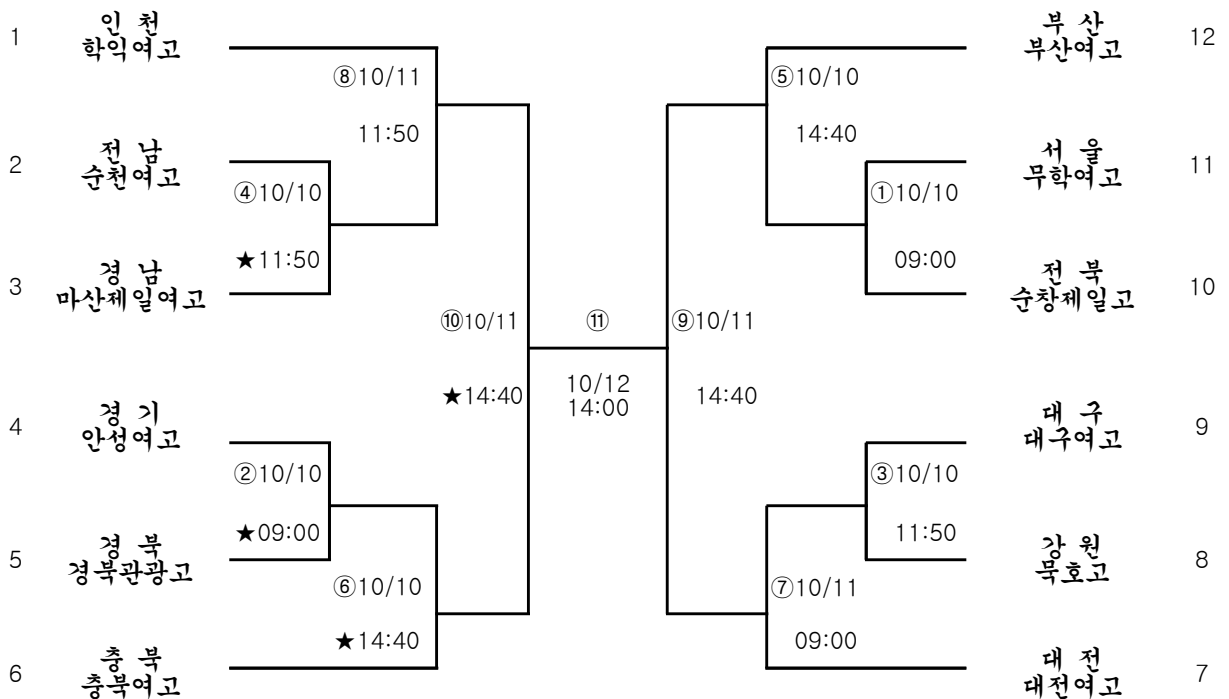 1
인 천
학익여고
⑧10/11
11:50
2
전 남
순천여고
④10/10
★11:50
3
경 남
마산제일여고
⑩10/11
★14:40
4
경 기
안성여고
②10/10
★09:00
5
경 북
경북관광고
⑥10/10
★14:40
6
충 북
충북여고
⑪
10/12
14:00
부 산
부산여고
12
⑤10/10
14:40
서 울
무학여고
11
①10/10
09:00
전 북
순창제일고
10
⑨10/11
14:40
대 구
대구여고
9
③10/10
11:50
강 원
묵호고
8
⑦10/11
09:00
대 전
대전여고
7